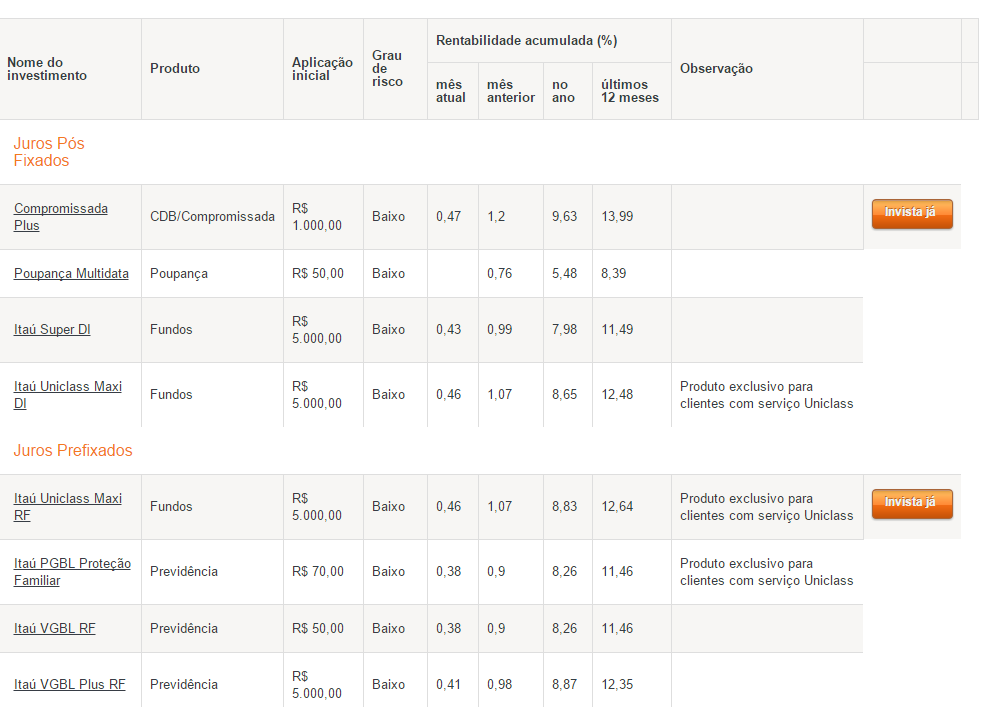 Nome do
investimento
Produto
Aplicação
inicial
Grau
de
risco
Rentabilidade acumulada (%)
mês
atual
mês
anterior
no
ano
últimos
12 meses
Observação
Juros Pós
Fixados
Compromissada
Plus
CDB/Compromissada
R$
1.000,00
Baixo
0,47
1,2
9,63
13,99
Invista já
Poupança Multidata
Poupança
R$ 50,00
Baixo
0,76
5,48
8,39
Itaú Super DI
Fundos
R$
5.000,00
Baixo
0,43
0,99
7,98
11,49
Itaú Uniclass Maxi
DI
Fundos
R$
5.000,00
Baixo
0,46
1,07
8,65
12,48
Produto exclusivo para
clientes com serviço Uniclass
Juros Prefixados
Itaú Uniclass Maxi
RF
Fundos
R$
5.000,00
Baixo
0,46
1,07
8,83
12,64
Produto exclusivo para
clientes com serviço Uniclass
Invista já
Itaú PGBL Proteção
Familiar
Previdência
R$ 70,00
Baixo
0,38
0,9
8,26
11,46
Produto exclusivo para
clientes com serviço Uniclass
Itaú VGBL RF
Previdência
R$ 50,00
Baixo
0,38
0,9
8,26
11,46
Itaú VGBL Plus RF
Previdência
R$
5.000,00
Baixo
0,41
0,98
8,87
12,35